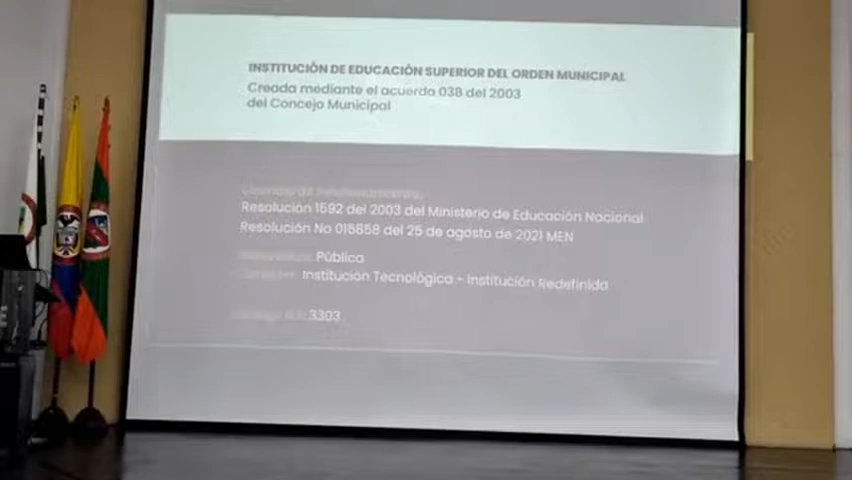 INSTITUCIÓN DE EDUCACIÓN SUPERIOR DEL ORDEN MUNICIPAL
Creada mediante el acuerdo 038 del 2003
del Concejo Municipal
Resolución 1592 del 2003 del Ministerio de Educación Nacional
Resolución No 015858 del 25 de agosto de 2021 MEN
Pública
Institución Tecnológica - Institución Redefinida
3303